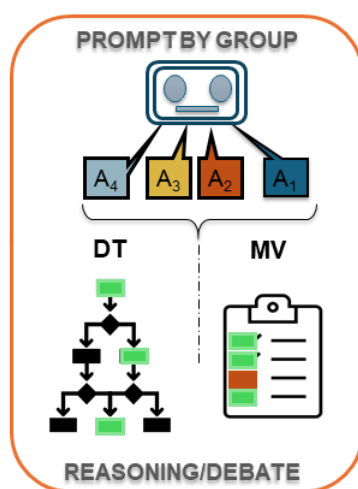 PROMPT BY GROUP
A₄ A₃ A₂ A₁
DT MV
REASONING/DEBATE